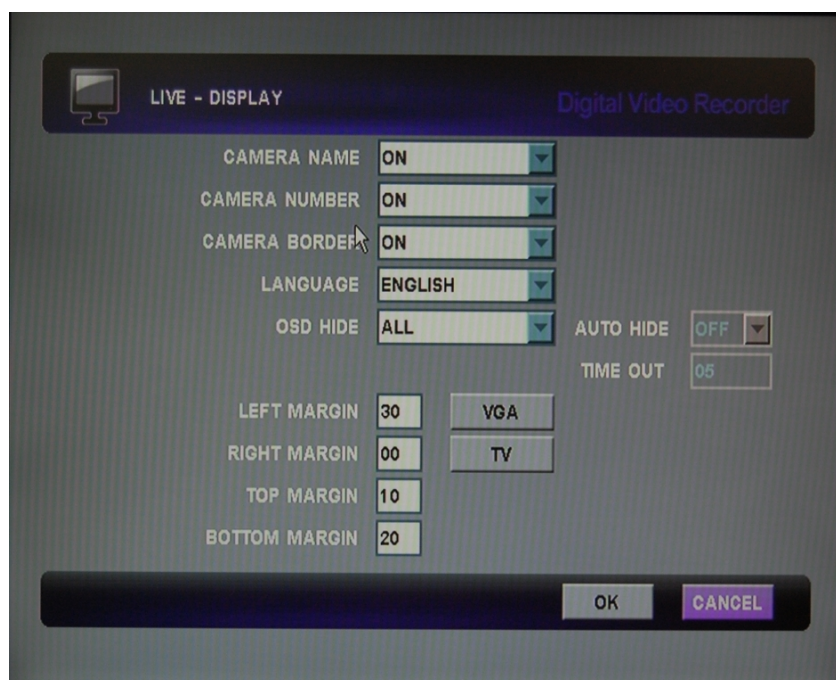 LIVE - DISPLAY Digital Video Recorder
CAMERA NAME ON
CAMERA NUMBER ON
CAMERA BORDER ON
LANGUAGE ENGLISH
OSD HIDE ALL AUTO HIDE OFF
TIME OUT 05
LEFT MARGIN 30 VGA
RIGHT MARGIN 00 TV
TOP MARGIN 10
BOTTOM MARGIN 20
OK CANCEL